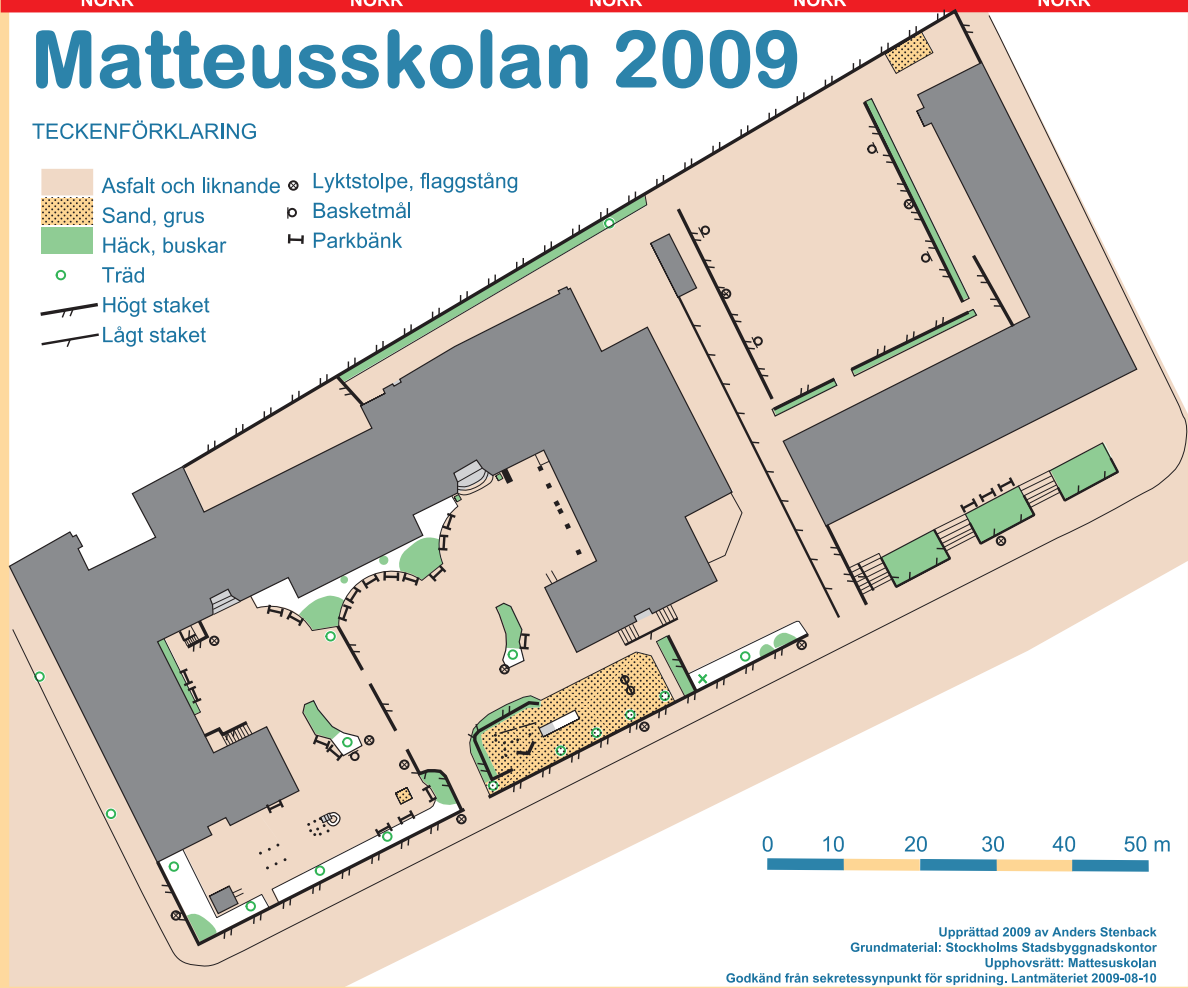 NORR NORR NORR NORR NORR
Matteusskolan 2009
TECKENFÖRKLARING
Asfalt och liknande
Sand, grus
Häck, buskar
Träd
Högt staket
Lågt staket
Lyktstolpe, flaggstång
Basketmål
Parkbänk
0 10 20 30 40 50 m
Upprättad 2009 av Anders Stenback
Grundmaterial: Stockholms Stadsbyggnadskontor
Upphovsrätt: Mattesuskolan
Godkänd från sekretessynpunkt för spridning. Lantmäteriet 2009-08-10